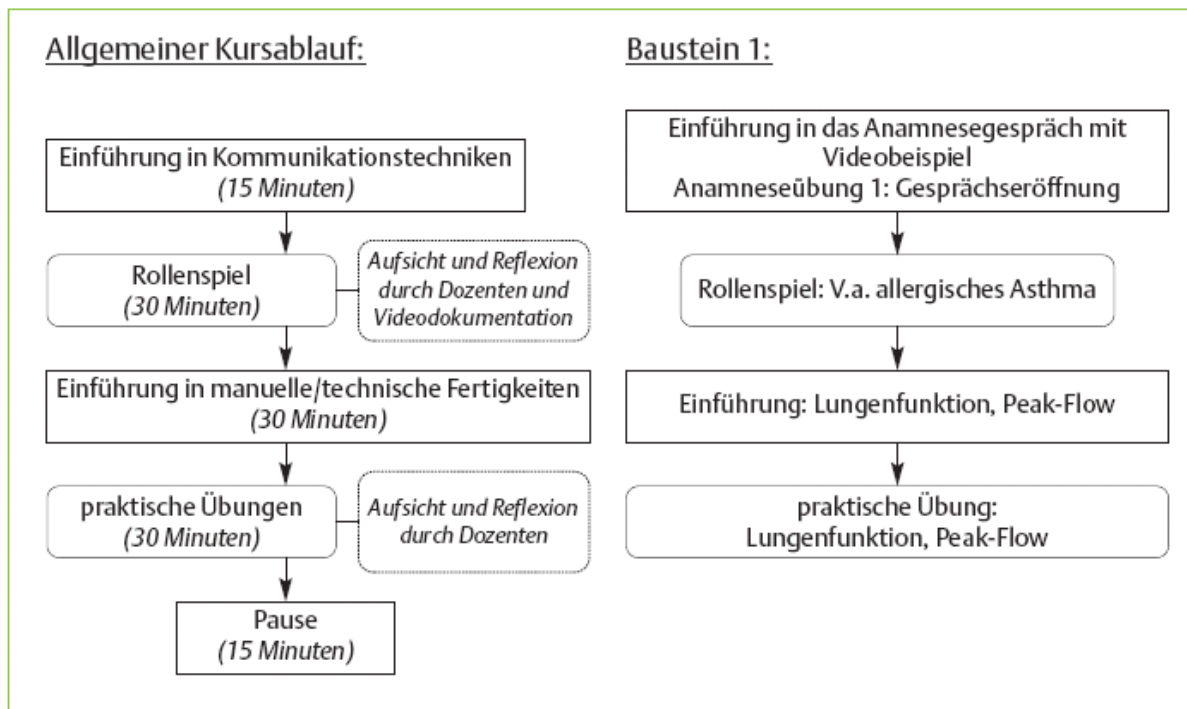 Allgemeiner Kursablauf:
Einführung in Kommunikationstechniken
(15 Minuten)
Rollenspiel
(30 Minuten)
Aufsicht und Reflexion
durch Dozenten und
Videodokumentation
Einführung in manuelle/technische Fertigkeiten
(30 Minuten)
praktische Übungen
(30 Minuten)
Aufsicht und Reflexion
durch Dozenten
Pause
(15 Minuten)
Baustein 1:
Einführung in das Anamnesegespräch mit
Videobeispiel
Anamneseübung 1: Gesprächseröffnung
Rollenspiel: V.a. allergisches Asthma
Einführung: Lungenfunktion, Peak-Flow
praktische Übung:
Lungenfunktion, Peak-Flow